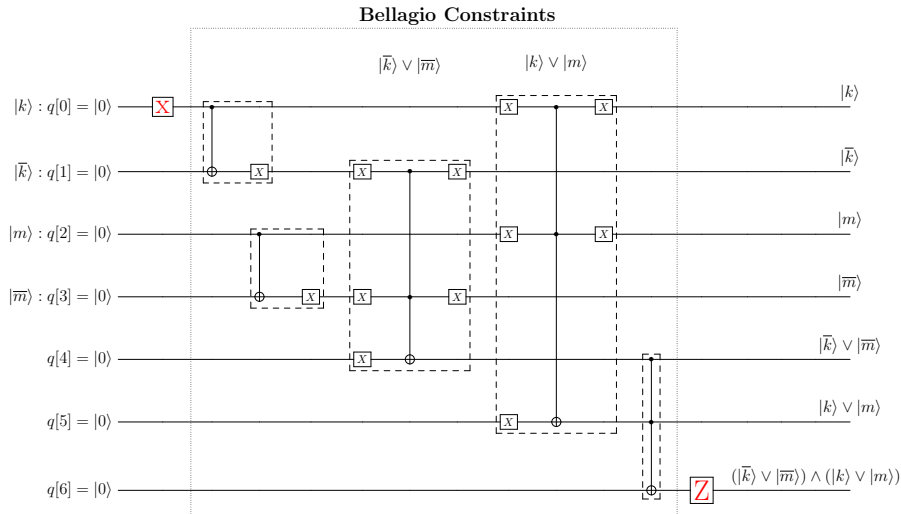 Bellagio Constraints
|k̅⟩ ∨ |m̅⟩
|k⟩ ∨ |m⟩
|k⟩ : q[0] = |0⟩ X X X |k⟩
|k̅⟩ : q[1] = |0⟩ X X X |k̅⟩
|m⟩ : q[2] = |0⟩ X X |m⟩
|m̅⟩ : q[3] = |0⟩ X X X |m̅⟩
q[4] = |0⟩ X |k̅⟩ ∨ |m̅⟩
q[5] = |0⟩ X |k⟩ ∨ |m⟩
q[6] = |0⟩ Z (|k̅⟩ ∨ |m̅⟩) ∧ (|k⟩ ∨ |m⟩)